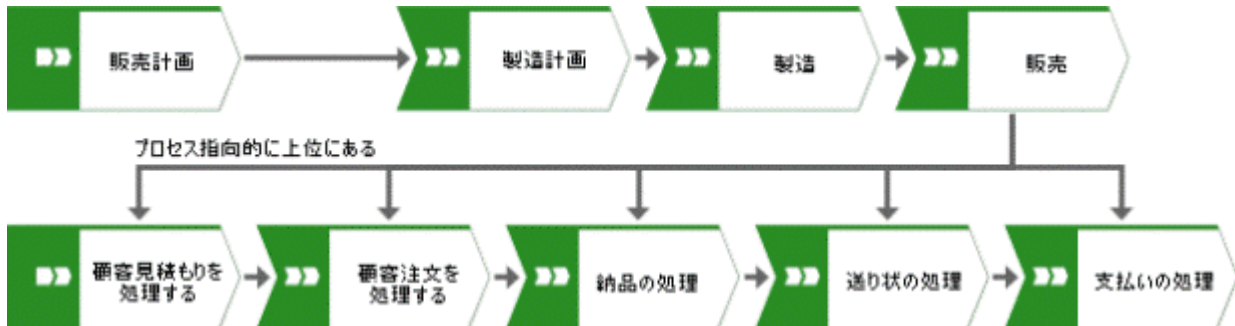 販売計画
製造計画
製造
販売
プロセス指向的に上位にある
顧客見積もりを
処理する
顧客注文を
処理する
納品の処理
送り状の処理
支払いの処理